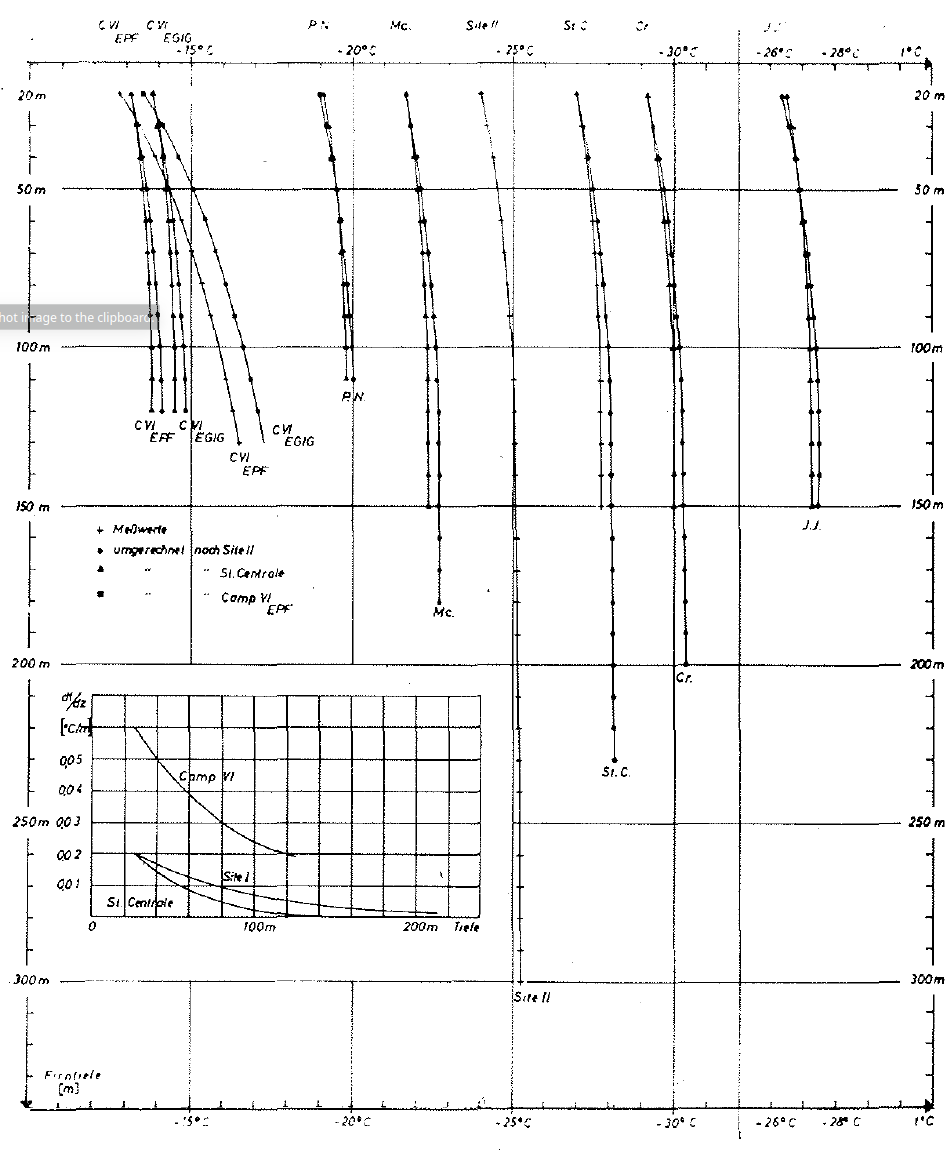 C VI C VI P. N. Mc. Site II St. C. Cr. J. J.
EPF EGIG
-15°C -20°C -25°C -30°C -26°C -28°C t°C
20 m 20 m
50 m 50 m
hot image to the clipboard
100 m 100 m
P. N.
C VI C VI C VI
EPF EGIG EGIG
C VI
EPF
150 m 150 m
J. J.
+ Meßwerte
umgerechnet nach Site II
" " St. Centrale
" " Camp VI
EPF
Mc.
200 m 200 m
Cr.
dt/dz
[°C/m]
0,05
St. C.
Camp VI
0,04
250 m 0,03 250 m
0,02
Site I
0,01
St. Centrale
0 100 m 200 m Tiefe
300 m 300 m
Site II
Firntiefe
[m]
-15°C -20°C -25°C -30°C -26°C -28°C t°C